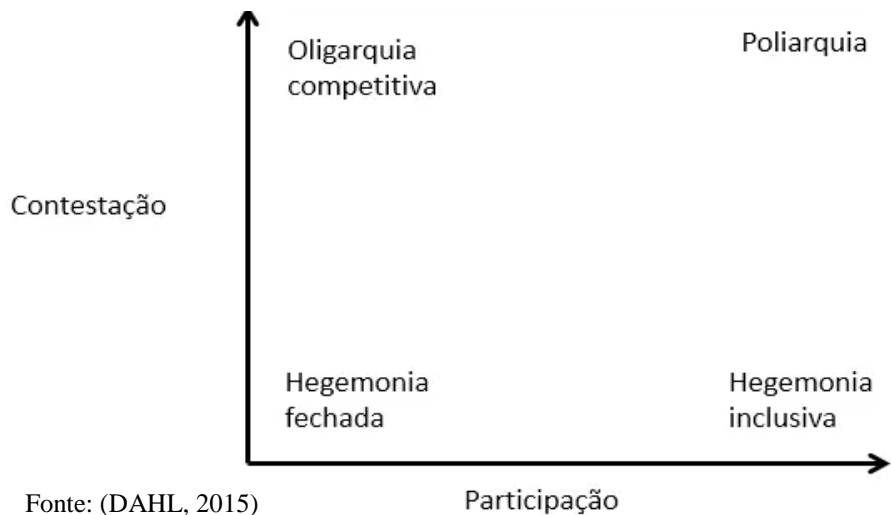 Oligarquia
competitiva
Poliarquia
Contestação
Hegemonia
fechada
Hegemonia
inclusiva
Participação
Fonte: (DAHL, 2015)